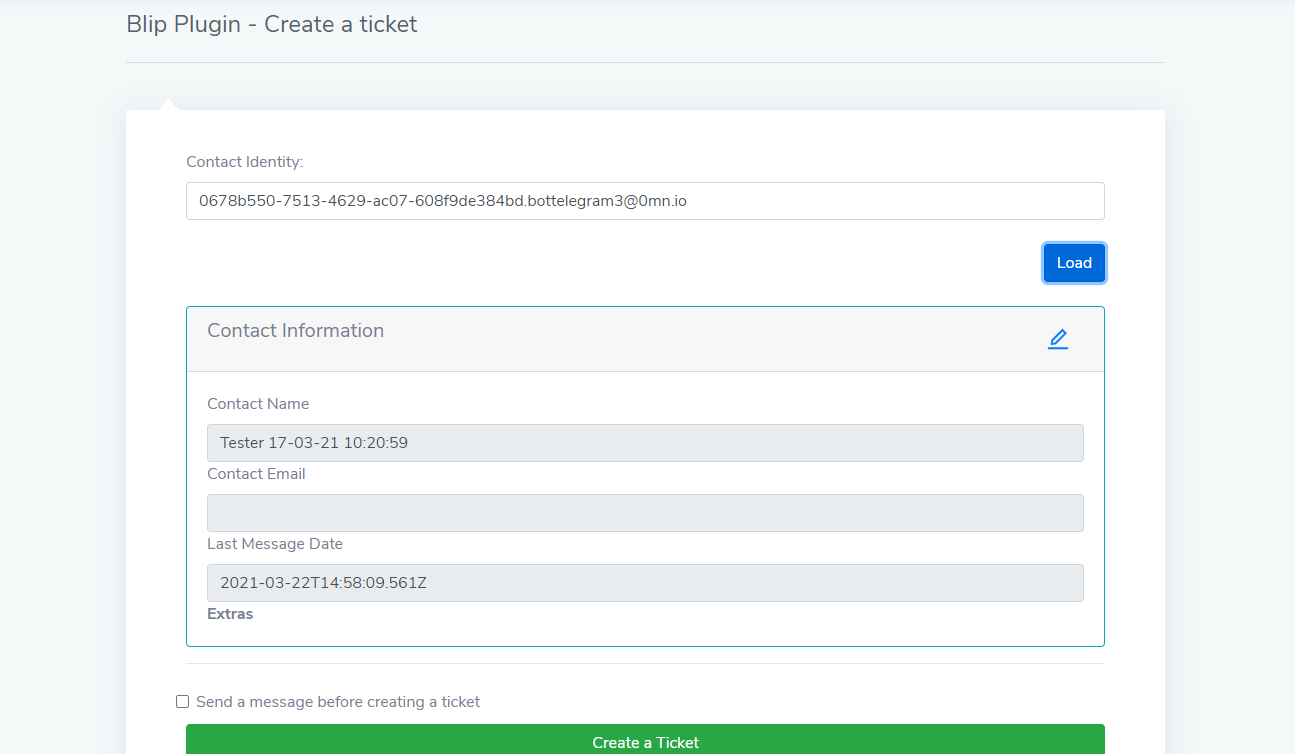 Blip Plugin - Create a ticket
Contact Identity:
0678b550-7513-4629-ac07-608f9de384bd.bottelegram3@0mn.io
Load
Contact Information
Contact Name
Tester 17-03-21 10:20:59
Contact Email
Last Message Date
2021-03-22T14:58:09.561Z
Extras
Send a message before creating a ticket
Create a Ticket